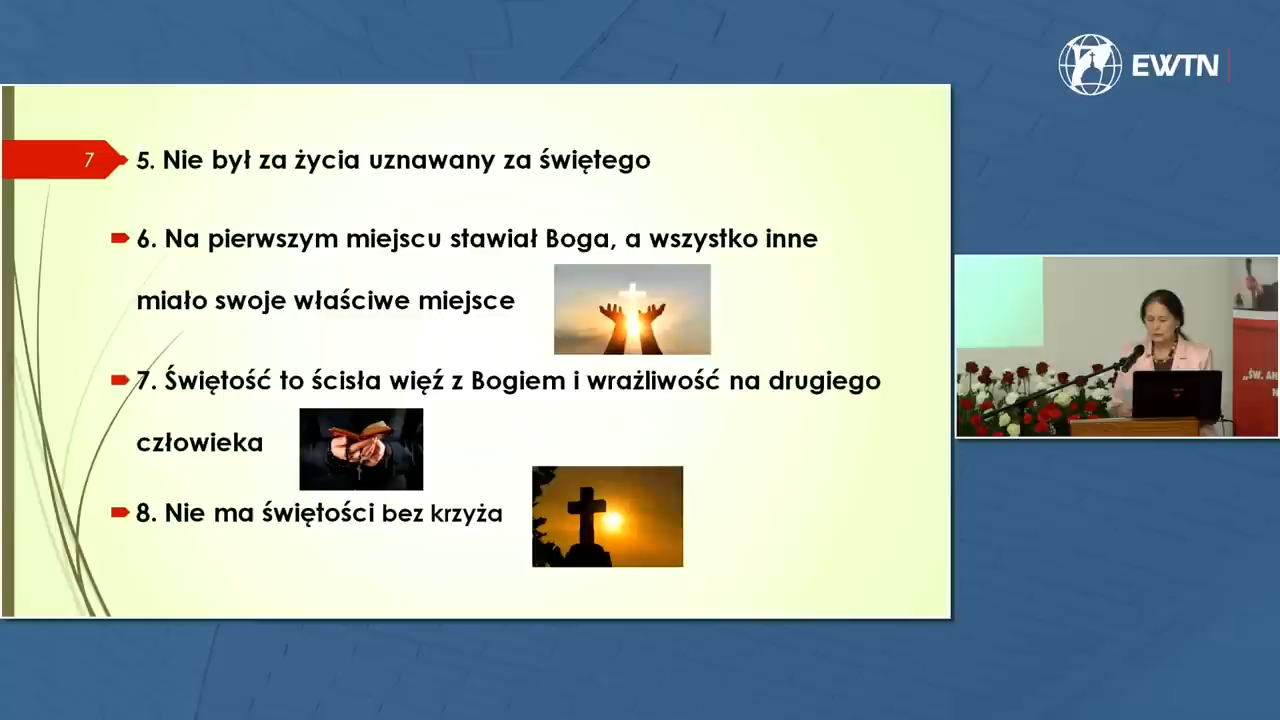 EWTN
7
5. Nie był za życia uznawany za świętego
6. Na pierwszym miejscu stawiał Boga, a wszystko inne
miało swoje właściwe miejsce
7. Świętość to ścisła więź z Bogiem i wrażliwość na drugiego
człowieka
8. Nie ma świętości bez krzyża
„ŚW.